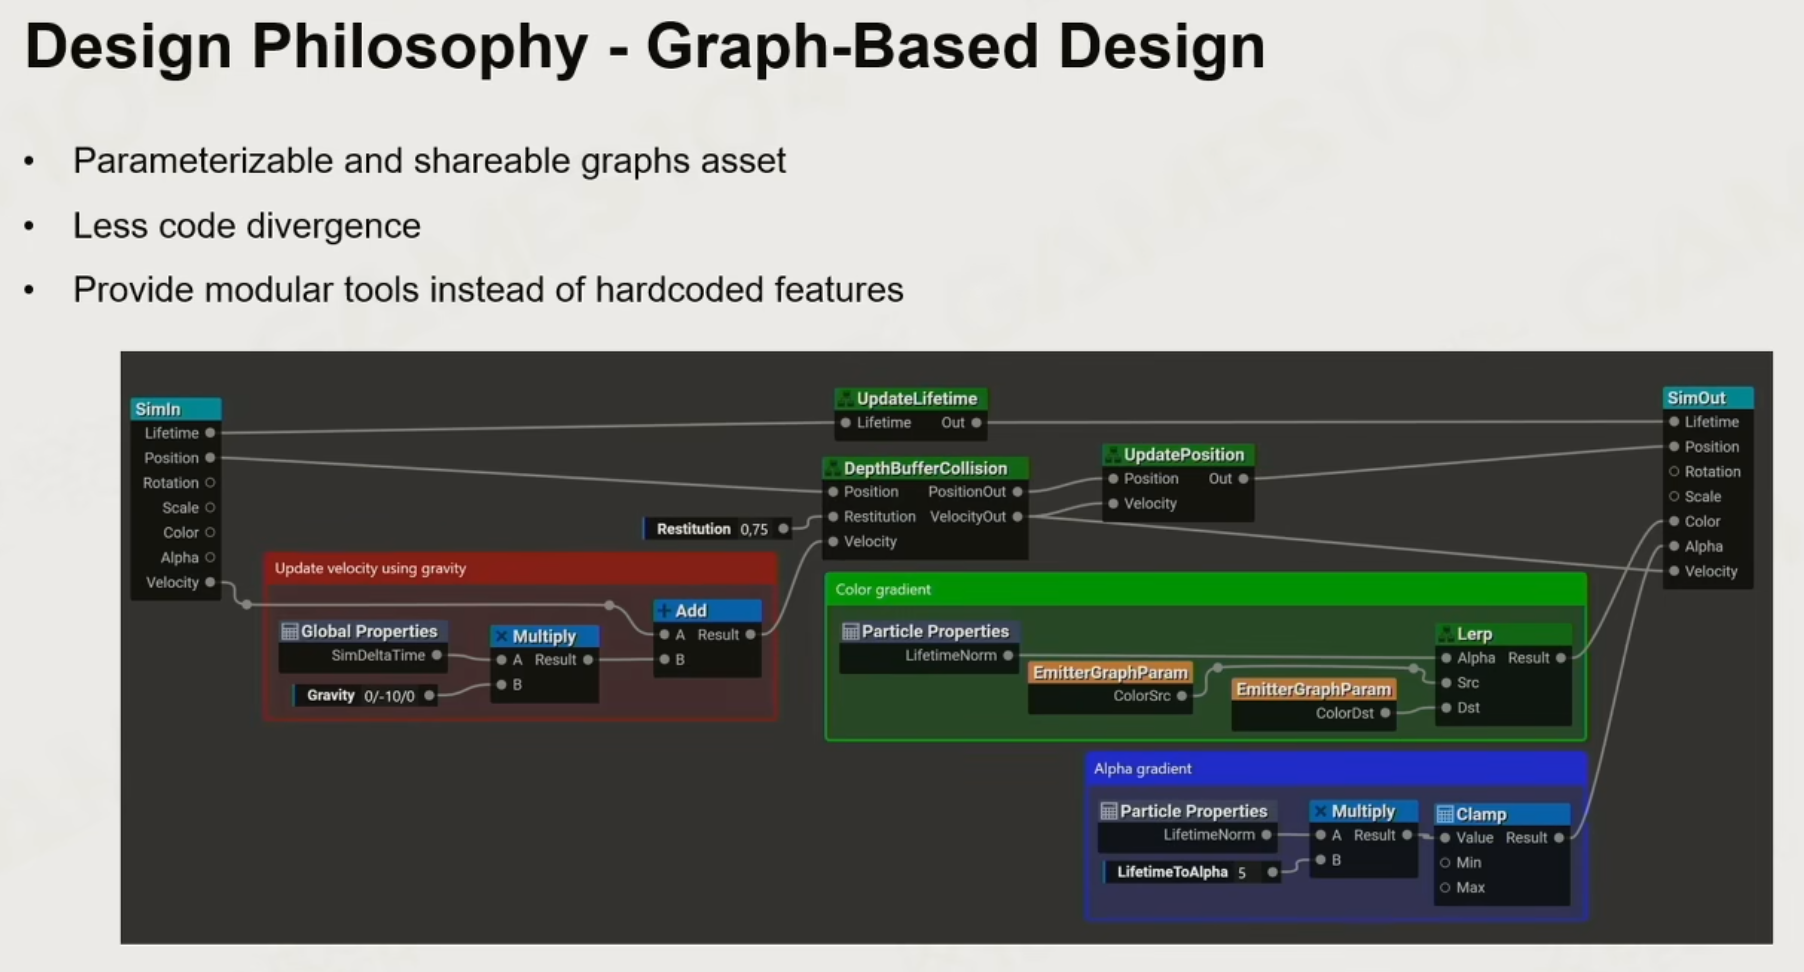 Design Philosophy - Graph-Based Design
• Parameterizable and shareable graphs asset
• Less code divergence
• Provide modular tools instead of hardcoded features
SimIn
Lifetime
Position
Rotation
Scale
Color
Alpha
Velocity
Update velocity using gravity
Global Properties
SimDeltaTime
Gravity 0/-10/0
Multiply
A Result
B
Add
A Result
B
Restitution 0,75
UpdateLifetime
Lifetime Out
DepthBufferCollision
Position PositionOut
Restitution VelocityOut
Velocity
UpdatePosition
Position Out
Velocity
Color gradient
Particle Properties
LifetimeNorm
EmitterGraphParam
ColorSrc
EmitterGraphParam
ColorDst
Lerp
Alpha Result
Src
Dst
Alpha gradient
Particle Properties
LifetimeNorm
LifetimeToAlpha 5
Multiply
A Result
B
Clamp
Value Result
Min
Max
SimOut
Lifetime
Position
Rotation
Scale
Color
Alpha
Velocity